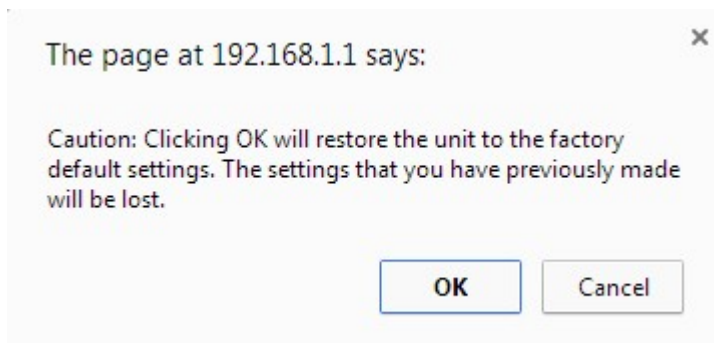 The page at 192.168.1.1 says:
Caution: Clicking OK will restore the unit to the factory
default settings. The settings that you have previously made
will be lost.
OK
Cancel